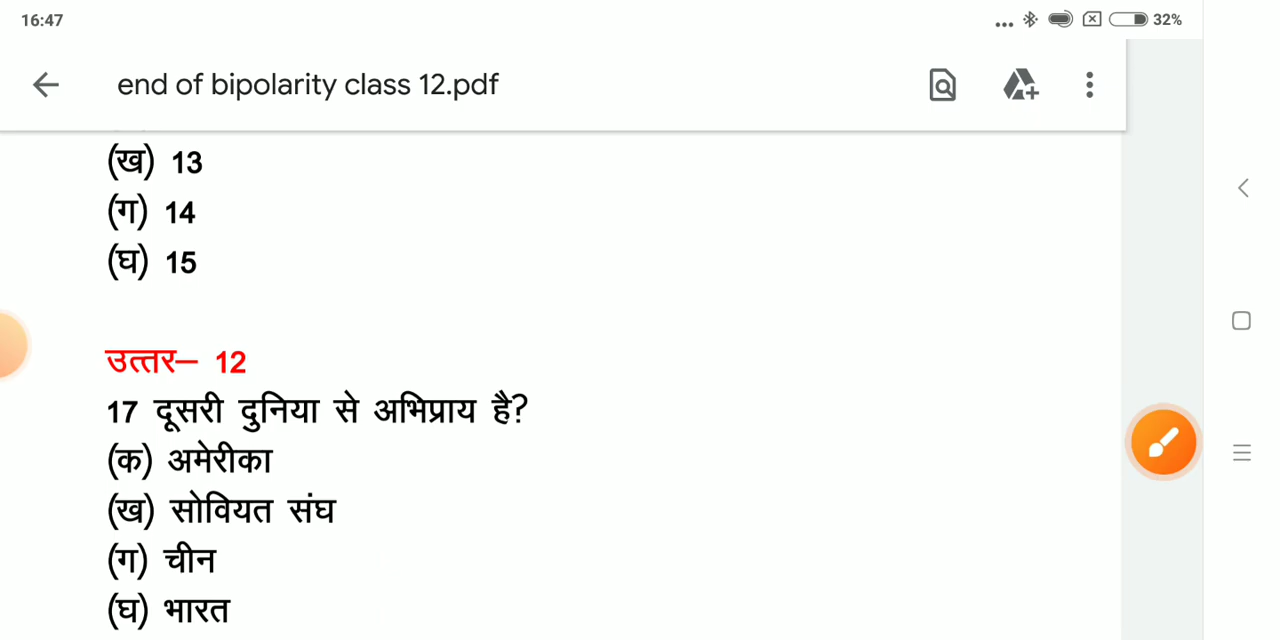 16:47
32%
end of bipolarity class 12.pdf
(ख) 13
(ग) 14
(घ) 15
उत्तर– 12
17 दूसरी दुनिया से अभिप्राय है?
(क) अमेरीका
(ख) सोवियत संघ
(ग) चीन
(घ) भारत